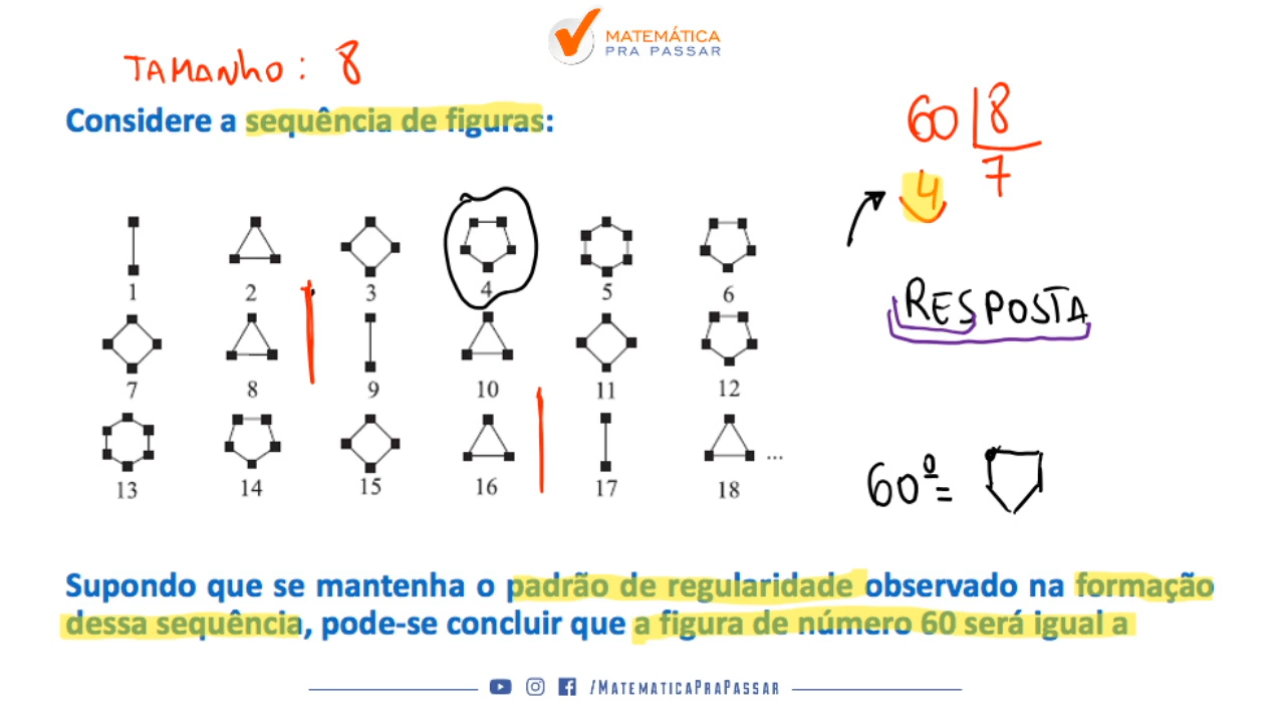 MATEMÁTICA
PRA PASSAR
TAMANHO: 8
Considere a sequência de figuras:
60 8
4 7
1 2 3 4 5 6
7 8 9 10 11 12
13 14 15 16 17 18 ...
RESPOSTA
60º =
Supondo que se mantenha o padrão de regularidade observado na formação
dessa sequência, pode-se concluir que a figura de número 60 será igual a
/MATEMATICAPRAPASSAR